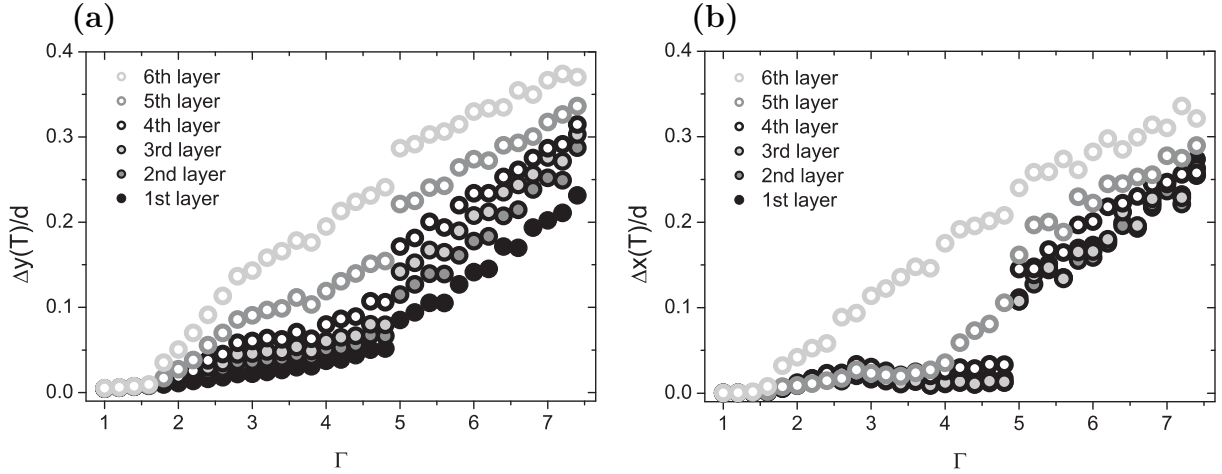 (a)
0.4
0.3
0.2
0.1
0.0
Δy(T)/d
6th layer
5th layer
4th layer
3rd layer
2nd layer
1st layer
1 2 3 4 5 6 7
Γ
(b)
0.4
0.3
0.2
0.1
0.0
Δx(T)/d
6th layer
5th layer
4th layer
3rd layer
2nd layer
1st layer
1 2 3 4 5 6 7
Γ